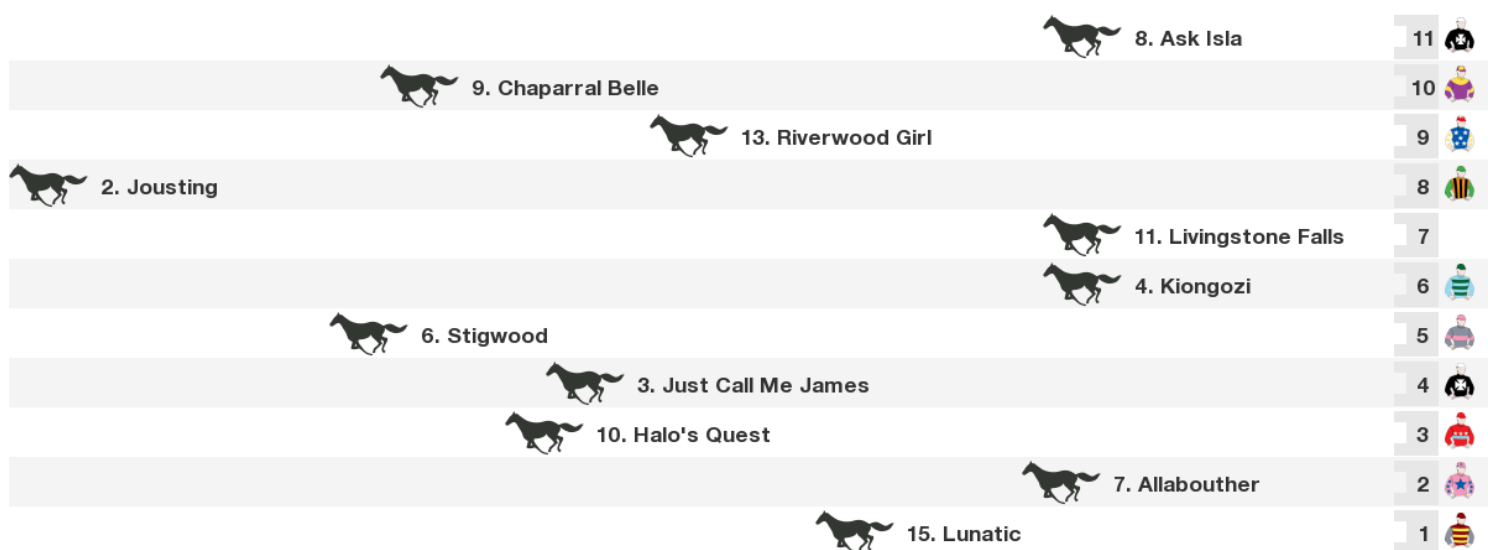 8. Ask Isla 11
9. Chaparral Belle 10
13. Riverwood Girl 9
2. Jousting 8
11. Livingstone Falls 7
4. Kiongozi 6
6. Stigwood 5
3. Just Call Me James 4
10. Halo's Quest 3
7. Allabouther 2
15. Lunatic 1